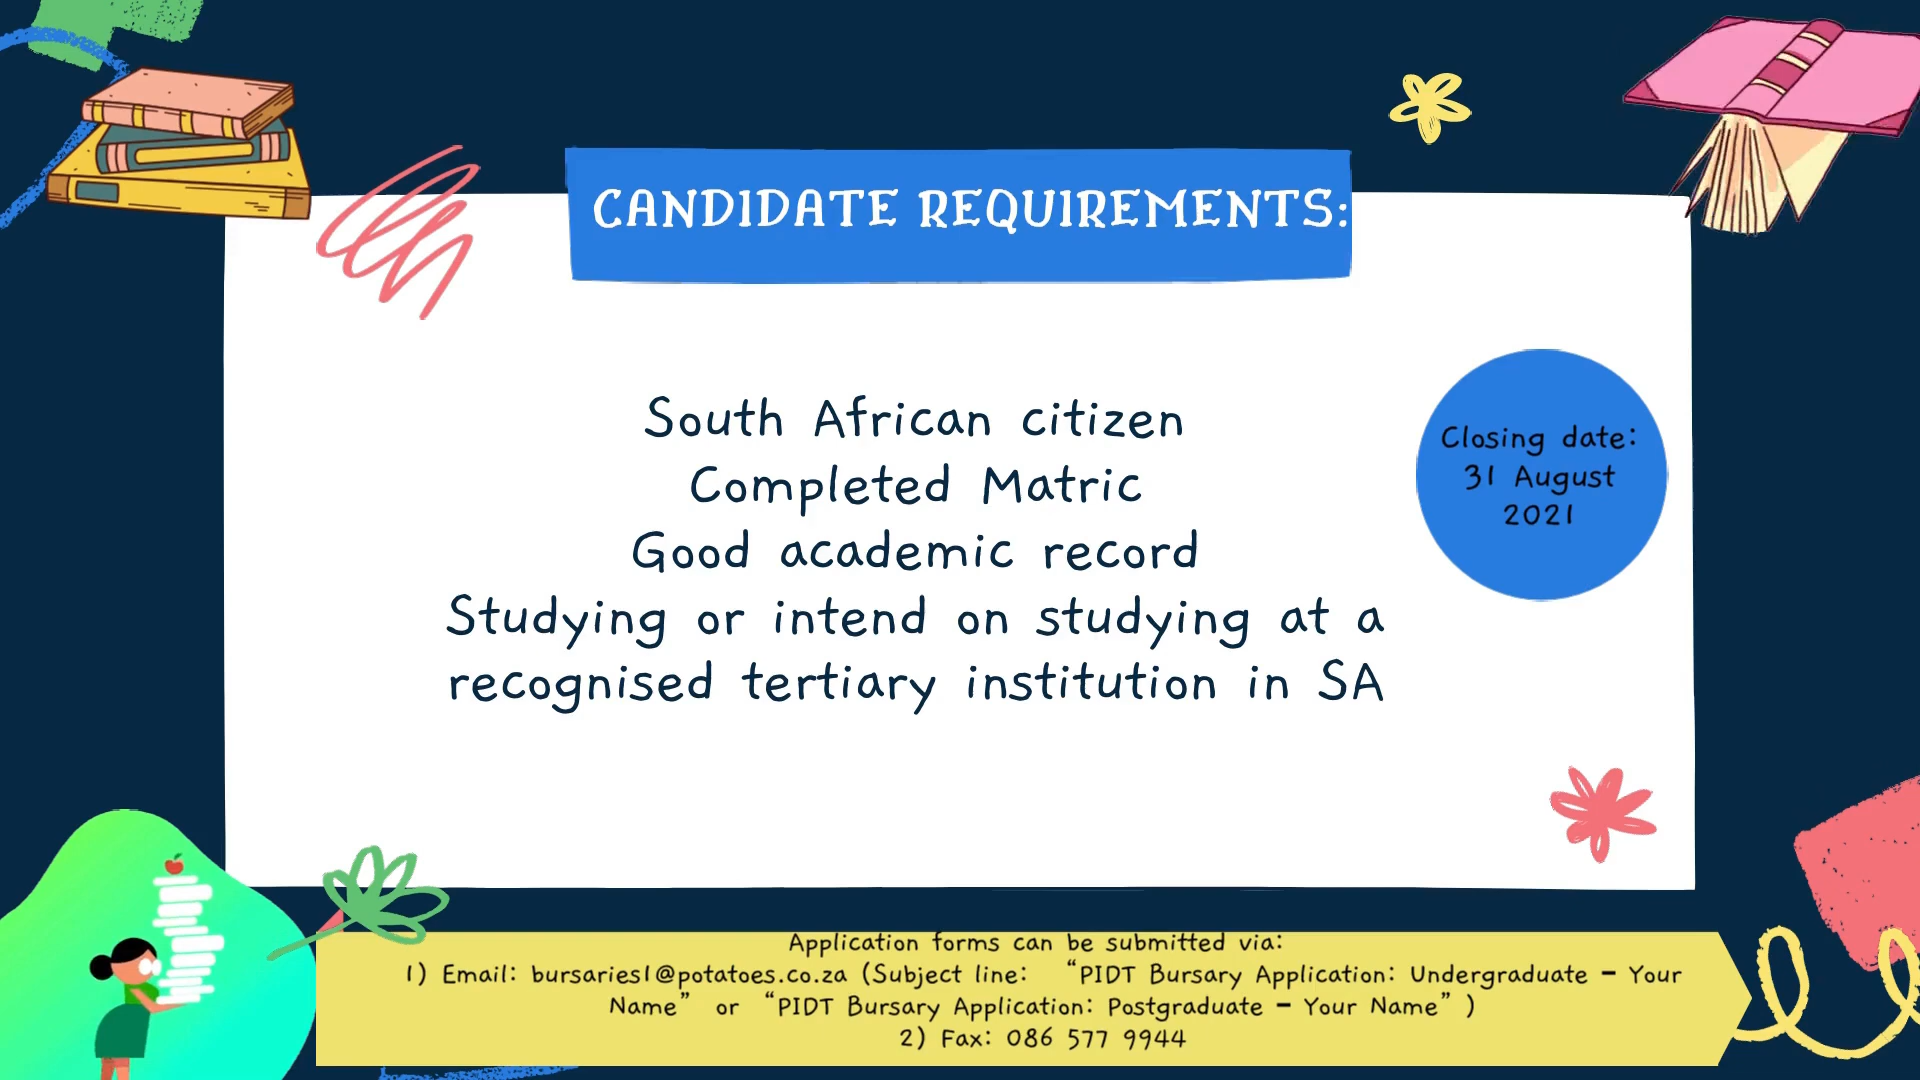 CANDIDATE REQUIREMENTS:
South African citizen
Completed Matric
Good academic record
Studying or intend on studying at a
recognised tertiary institution in SA
Closing date:
31 August
2021
Application forms can be submitted via:
1) Email: bursaries1@potatoes.co.za (Subject line: “PIDT Bursary Application: Undergraduate – Your
Name” or “PIDT Bursary Application: Postgraduate – Your Name” )
2) Fax: 086 577 9944